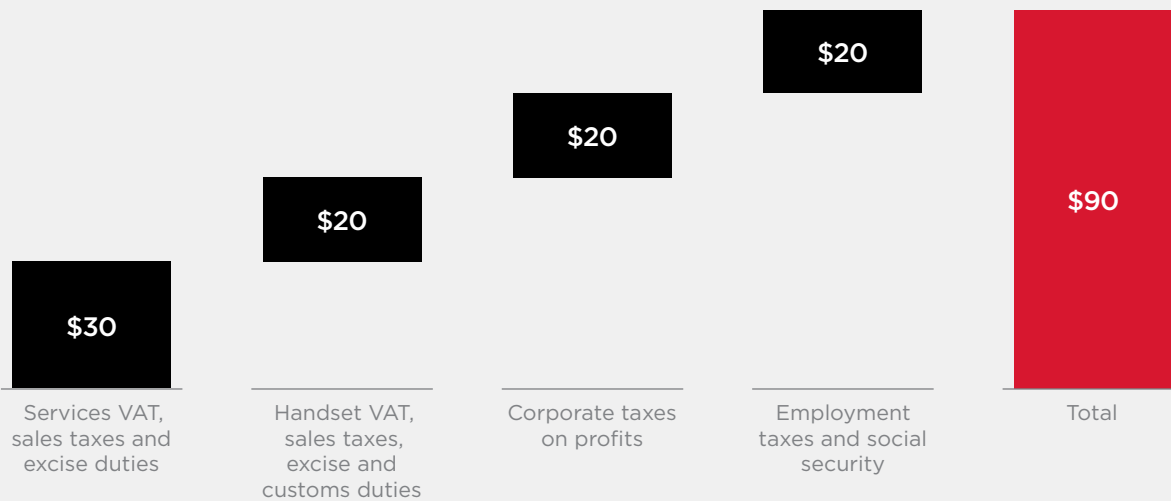 $20
$20
$20
$90
$30
Services VAT,
sales taxes and
excise duties
Handset VAT,
sales taxes,
excise and
customs duties
Corporate taxes
on profits
Employment
taxes and social
security
Total